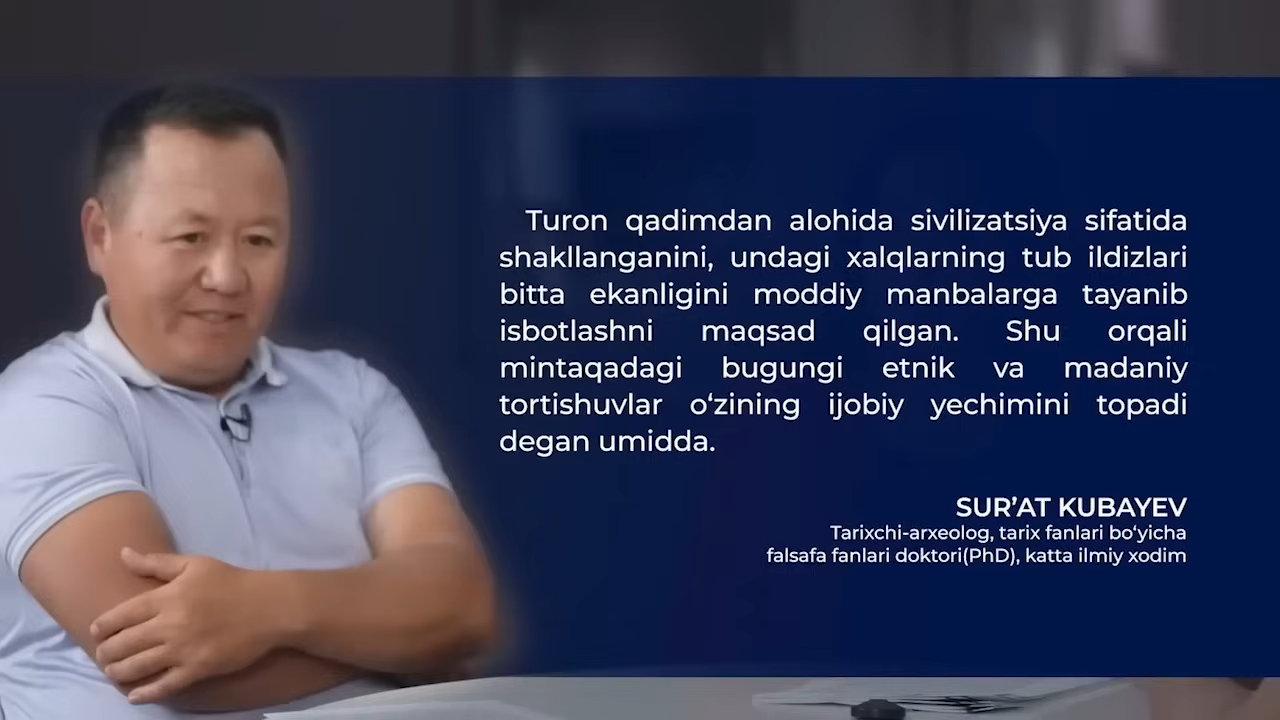 Turon qadimdan alohida sivilizatsiya sifatida
shakllanganini, undagi xalqlarning tub ildizlari
bitta ekanligini moddiy manbalarga tayanib
isbotlashni maqsad qilgan. Shu orqali
mintaqadagi bugungi etnik va madaniy
tortishuvlar o‘zining ijobiy yechimini topadi
degan umidda.
SUR’AT KUBAYEV
Tarixchi-arxeolog, tarix fanlari bo‘yicha
falsafa fanlari doktori(PhD), katta ilmiy xodim